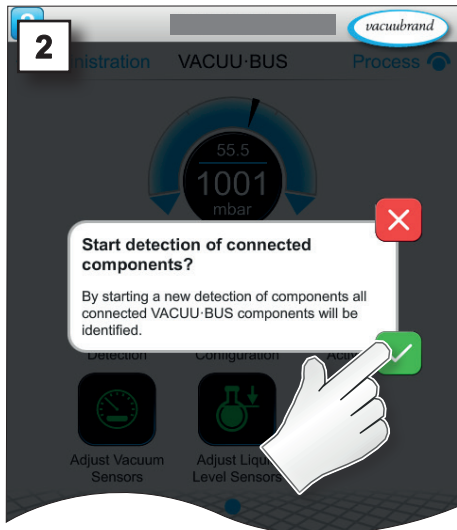 2
vacuubrand
nistration VACUU·BUS Process
55.5
1001
mbar
Start detection of connected
components?
By starting a new detection of components all
connected VACUU·BUS components will be
identified.
Detection Configuration
Adjust Vacuum
Sensors
Adjust Liqu
Level Sensors